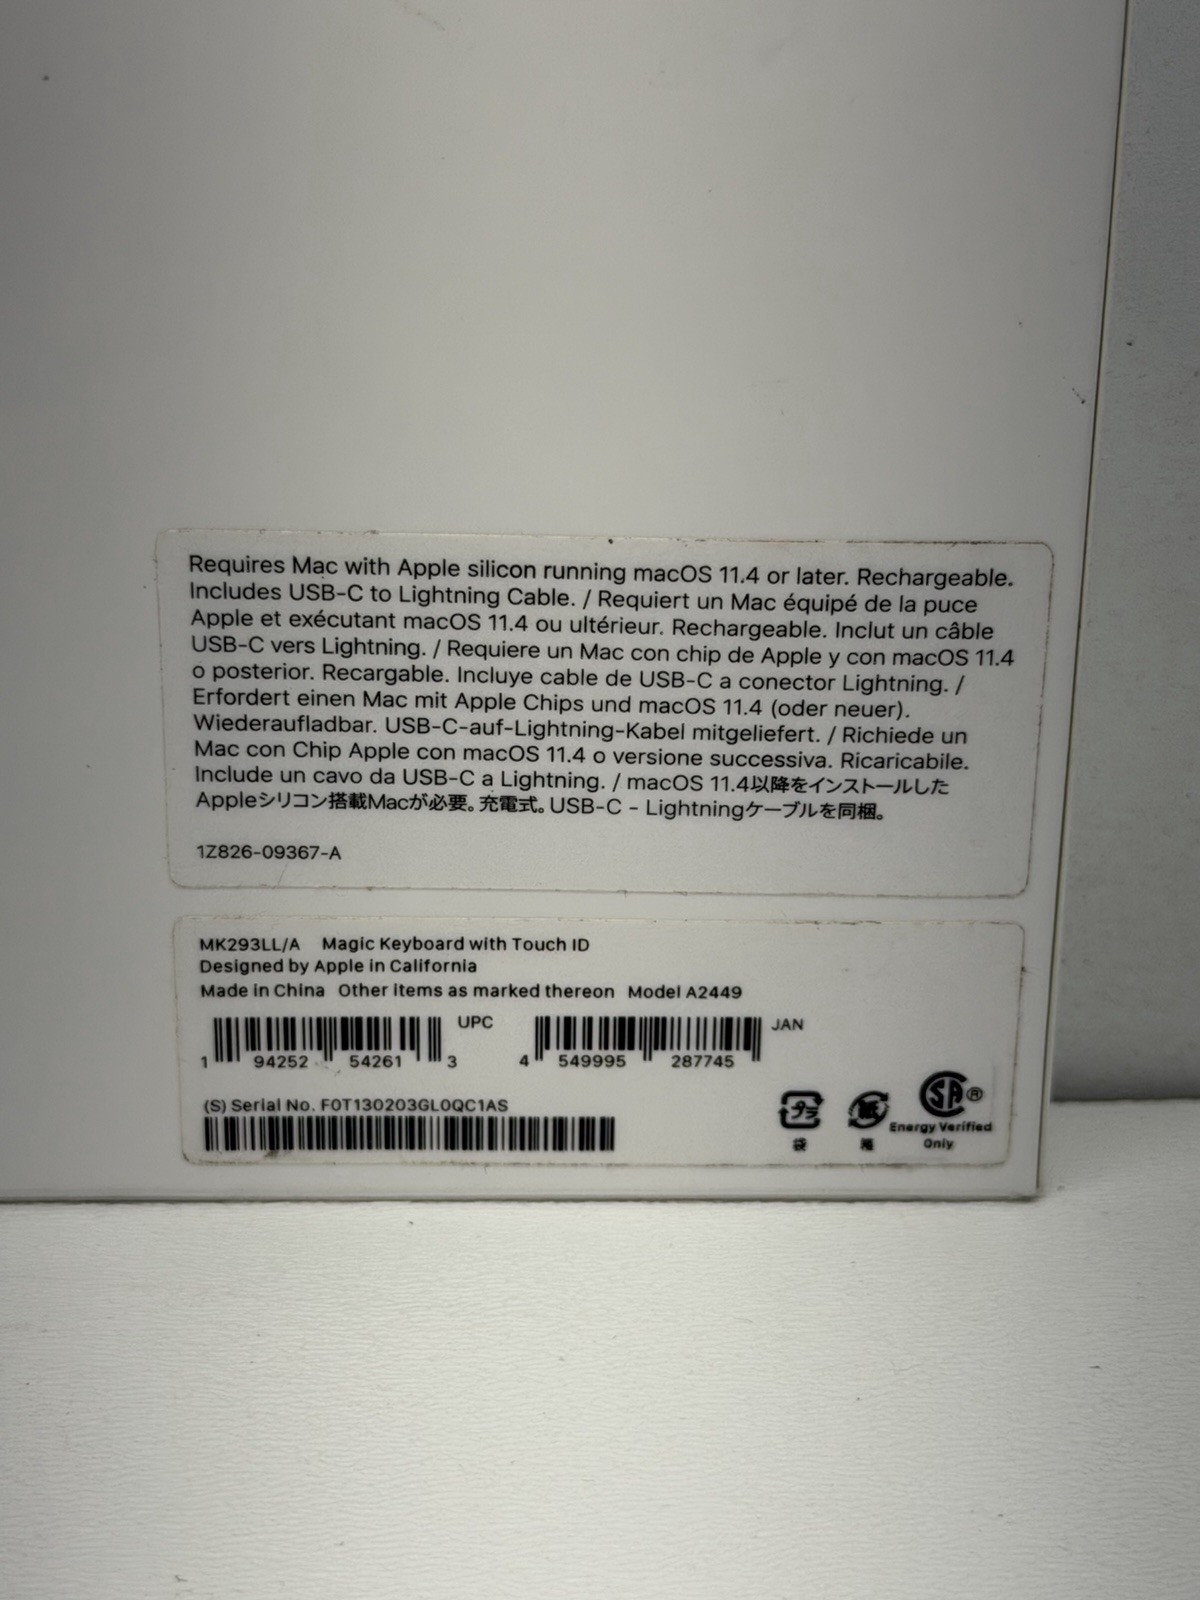 Requires Mac with Apple silicon running macOS 11.4 or later. Rechargeable.
Includes USB-C to Lightning Cable. / Requiert un Mac équipé de la puce
Apple et exécutant macOS 11.4 ou ultérieur. Rechargeable. Inclut un câble
USB-C vers Lightning. / Requiere un Mac con chip de Apple y con macOS 11.4
o posterior. Recargable. Incluye cable de USB-C a conector Lightning. /
Erfordert einen Mac mit Apple Chips und macOS 11.4 (oder neuer).
Wiederaufladbar. USB-C-auf-Lightning-Kabel mitgeliefert. / Richiede un
Mac con Chip Apple con macOS 11.4 o versione successiva. Ricaricabile.
Include un cavo da USB-C a Lightning. / macOS 11.4以降をインストールした
Appleシリコン搭載Macが必要。充電式。USB-C - Lightningケーブルを同梱。
1Z826-09367-A
MK293LL/A Magic Keyboard with Touch ID
Designed by Apple in California
Made in China Other items as marked thereon Model A2449
UPC JAN
1 94252 54261 3 4 549995 287745
(S) Serial No. F0T130203GL0QC1AS
プラ SA ®
Energy Verified
袋 Only